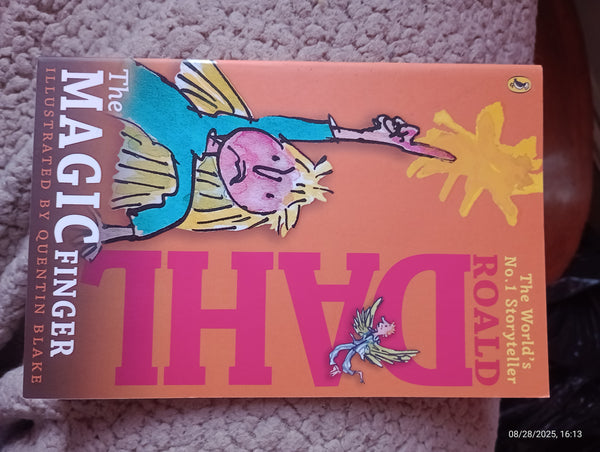 The World's
No.1 Storyteller
ROALD
DAHL
The
MAGIC FINGER
ILLUSTRATED BY QUENTIN BLAKE
08/28/2025, 16:13